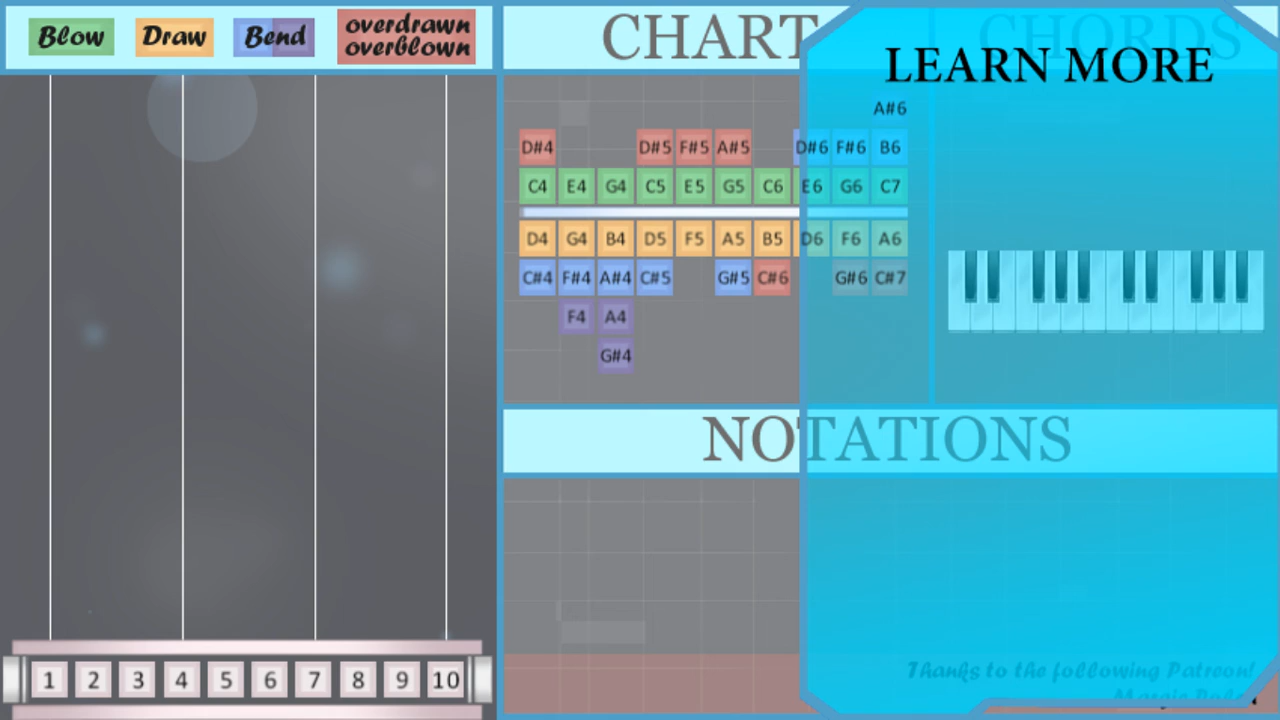 Blow Draw Bend overdrawn
overblown
CHART CHORDS
LEARN MORE
A#6
D#4 D#5 F#5 A#5 D#6 F#6 B6
C4 E4 G4 C5 E5 G5 C6 E6 G6 C7
D4 G4 B4 D5 F5 A5 B5 D6 F6 A6
C#4 F#4 A#4 C#5 G#5 C#6 G#6 C#7
F4 A4
G#4
NOTATIONS
Thanks to the following Patreon!
1 2 3 4 5 6 7 8 9 10